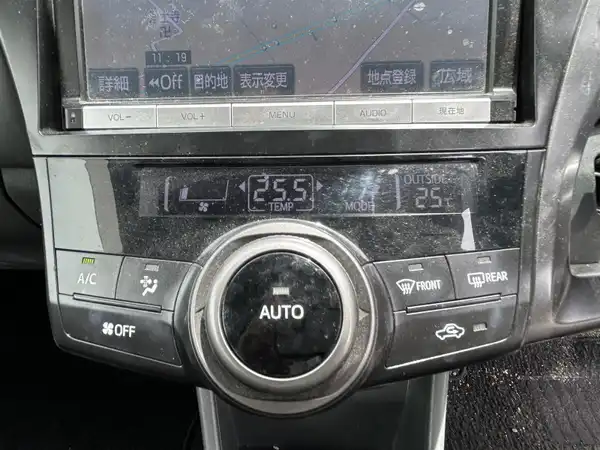 11:19
詳細 ◀◀Off 目的地 表示変更 地点登録 広域
VOL− VOL+ MENU AUDIO 現在地
25.5 OUTSIDE
TEMP MODE 25℃
A/C FRONT REAR
AUTO
OFF